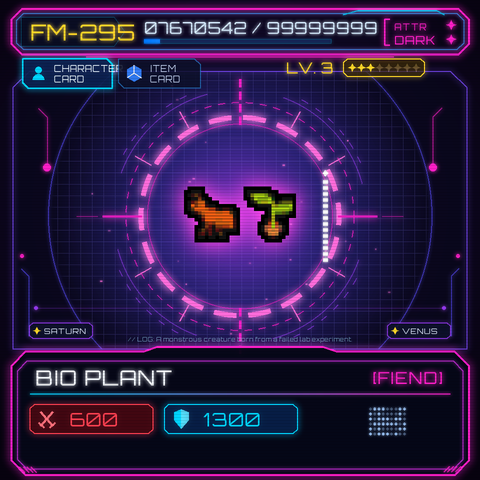 FM-295
07670542 / 99999999
ATTR
DARK
CHARACTER
CARD
ITEM
CARD
LV. 3
SATURN
VENUS
// LOG: A monstrous creature born from a failed lab experiment.
BIO PLANT
[FIEND]
600
1300